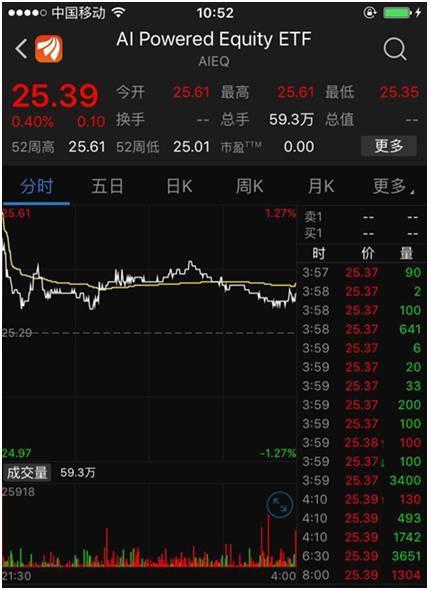 中国移动 10:52
AI Powered Equity ETF
AIEQ
25.39 今开 25.61 最高 25.61 最低 25.35
0.40% 0.10 换手 -- 总手 59.3万 总值 --
52周高 25.61 52周低 25.01 市盈TTM 0.00 更多
分时 五日 日K 周K 月K 更多
25.61 1.27%
25.29
24.97 -1.27%
成交量 59.3万
25918
21:30 4:00
卖1 -- --
买1 -- --
时 价 量
3:57 25.37 90
3:58 25.37 2
3:58 25.37 100
3:58 25.37 641
3:59 25.37 6
3:59 25.37 20
3:59 25.37 33
3:59 25.37 200
3:59 25.37 100
3:59 25.38↑ 100
3:59 25.37↓ 100
3:59 25.37 3400
4:10 25.39↑ 130
4:10 25.39 493
4:10 25.39 1742
6:30 25.39 3651
8:00 25.39 1304